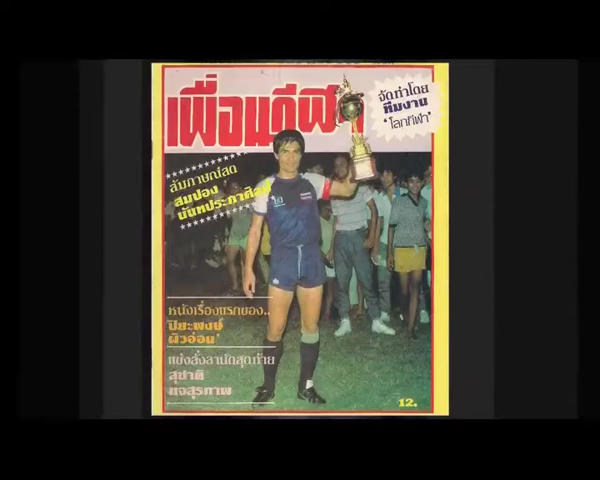 เพื่อนกีฬา
จัดทำโดย
ทีมงาน
'โลกกีฬา'
สัมภาษณ์สด
สมปอง
นันทประภาศิลป์
หนังเรื่องแรกของ..
ปิยะพงษ์
ผิวอ่อน'
แข้งสั่งลานัดสุดท้าย
สุชาติ
แจสุรภาพ
12.